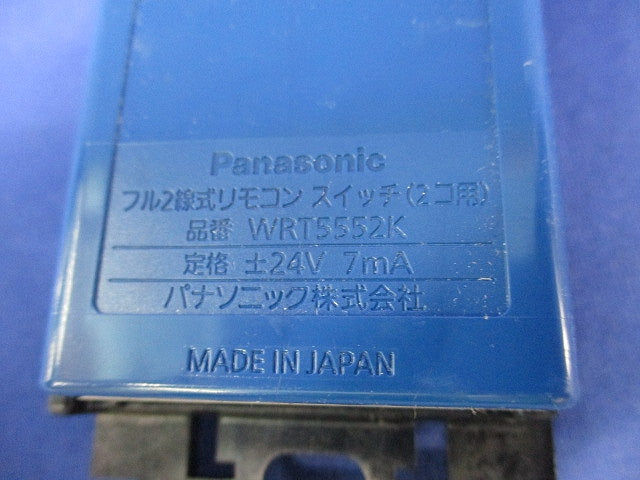 Panasonic
フル2線式リモコン スイッチ(2コ用)
品番 WRT5552K
定格 ±24V 7mA
パナソニック株式会社
MADE IN JAPAN